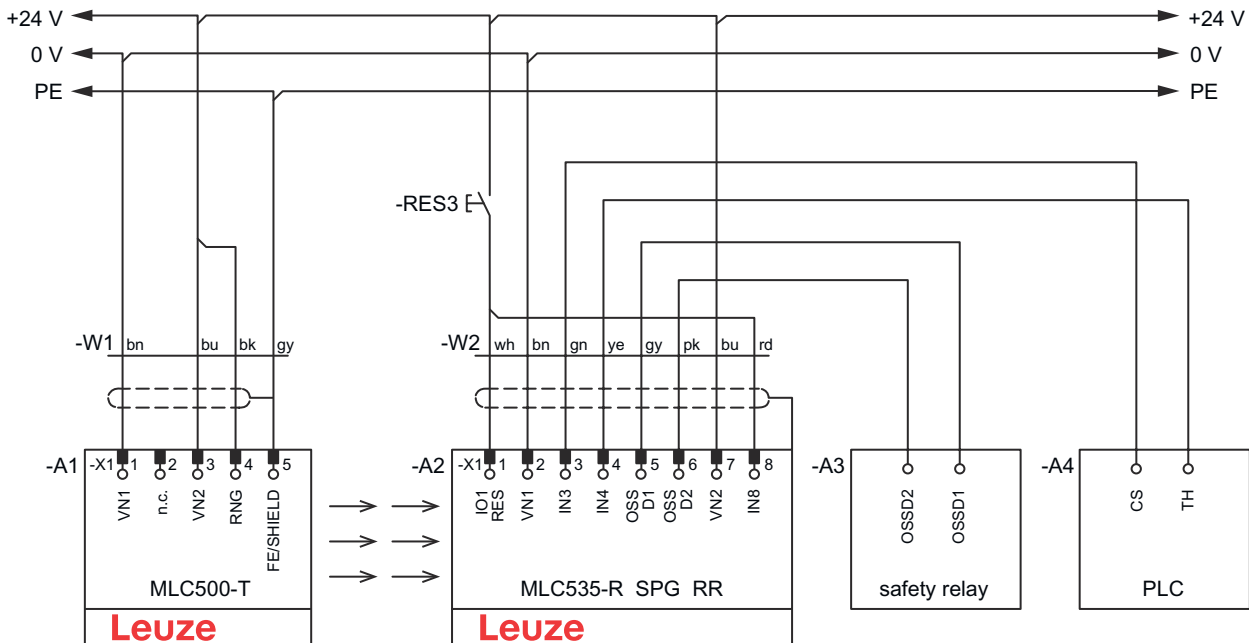 +24 V +24 V
0 V 0 V
PE PE
-RES3
-W1 bn bu bk gy
-W2 wh bn gn ye gy pk bu rd
-A1 -X1 1 2 3 4 5
-A2 -X1 1 2 3 4 5 6 7 8
-A3
-A4
VN1
n.c.
VN2
RNG
FE/SHIELD
IO1
RES
VN1
IN3
IN4
OSS
D1
OSS
D2
VN2
IN8
OSSD2
OSSD1
CS
TH
MLC500-T
MLC535-R SPG RR
safety relay
PLC
Leuze
Leuze